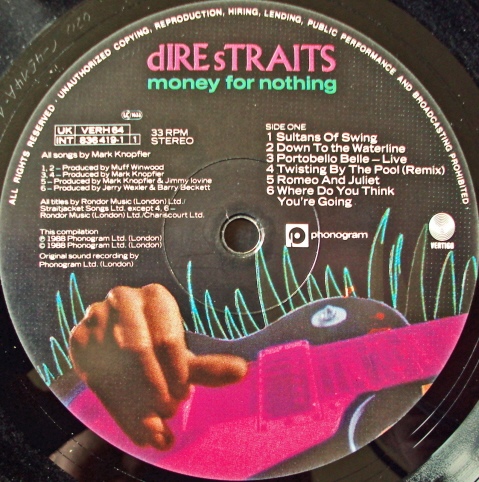 ALL RIGHTS RESERVED · UNAUTHORIZED COPYING, REPRODUCTION, HIRING, LENDING, PUBLIC PERFORMANCE AND BROADCASTING PROHIBITED ·
dIRE sTRAITS
money for nothing
UK VERH 64
INT 836 419-1 1
33 RPM
STEREO
All songs by Mark Knopfler
1, 2 – Produced by Muff Winwood
5 – Produced by Mark Knopfler & Jimmy Iovine
6 – Produced by Jerry Wexler & Barry Beckett
All titles by Rondor Music (London) Ltd./
Straitjacket Songs Ltd. except 4, 6 –
Rondor Music (London) Ltd./Chariscourt Ltd.
This compilation
℗ 1988 Phonogram Ltd. (London)
© 1988 Phonogram Ltd. (London)
Original sound recording by
Phonogram Ltd. (London)
SIDE ONE
1 Sultans Of Swing
2 Down To the Waterline
3 Portobello Belle – Live
4 Twisting By The Pool (Remix)
5 Romeo And Juliet
6 Where Do You Think
You're Going
phonogram
VERTIGO